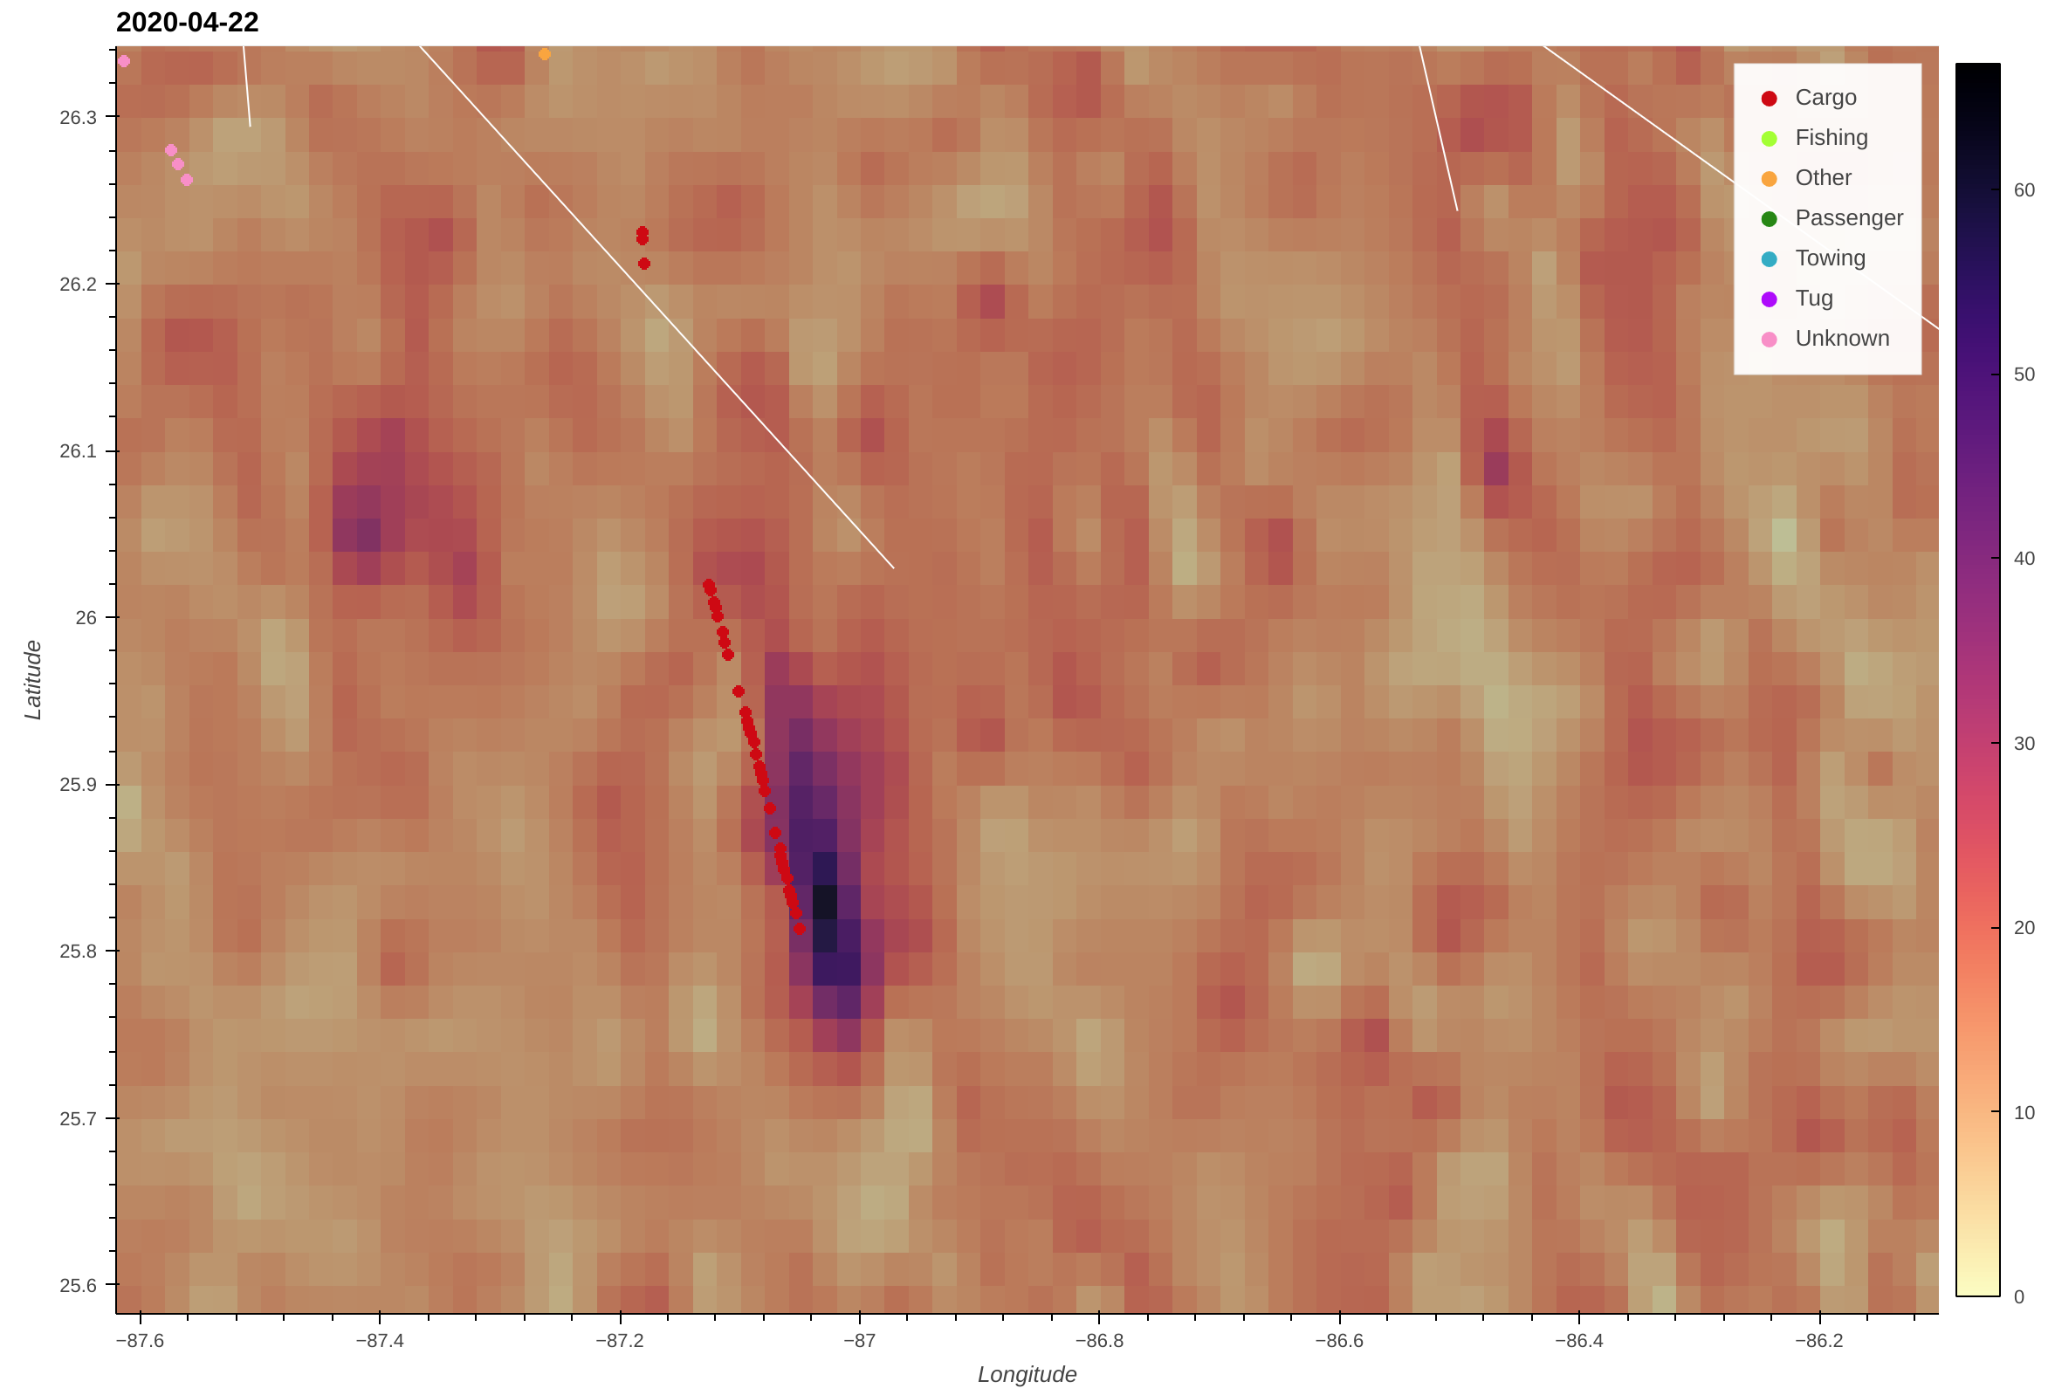 2020-04-22
Cargo
Fishing
Other
Passenger
Towing
Tug
Unknown
26.3
26.2
26.1
26
25.9
25.8
25.7
25.6
Latitude
−87.6
−87.4
−87.2
−87
−86.8
−86.6
−86.4
−86.2
Longitude
60
50
40
30
20
10
0